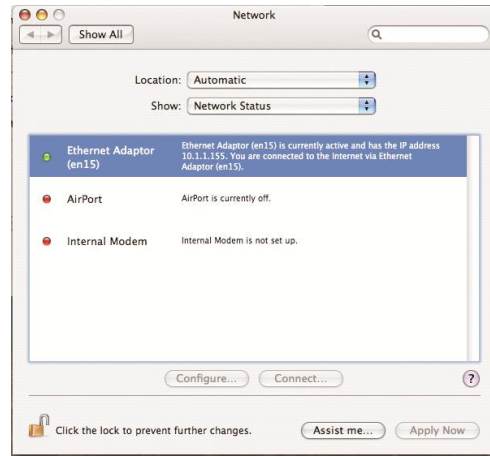 Network
Show All
Location: Automatic
Show: Network Status
Ethernet Adaptor (en15) is currently active and has the IP address
Ethernet Adaptor
10.1.1.155. You are connected to the Internet via Ethernet
(en15)
Adaptor (en15).
AirPort AirPort is currently off.
Internal Modem Internal Modem is not set up.
Configure... Connect... ?
Click the lock to prevent further changes. Assist me... Apply Now